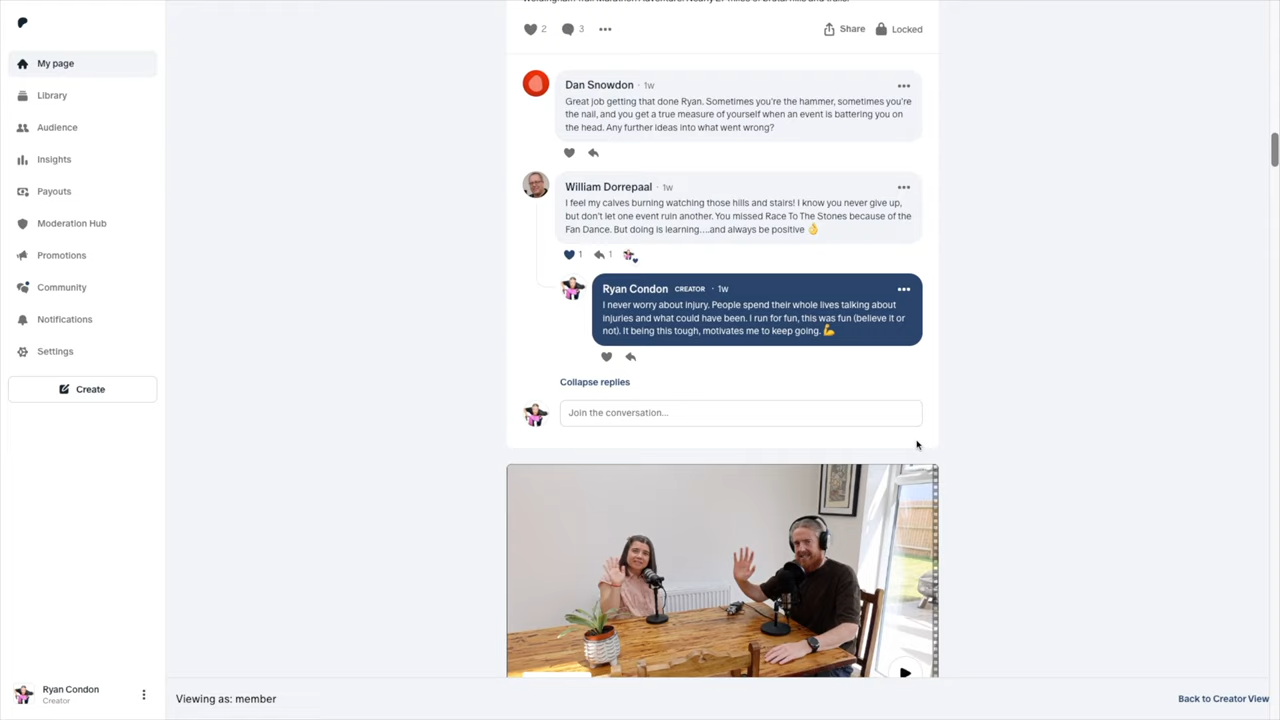 My page
Library
Audience
Insights
Payouts
Moderation Hub
Promotions
Community
Notifications
Settings
Create
Ryan Condon
Creator
2
3
Share
Locked
Dan Snowdon · 1w
Great job getting that done Ryan. Sometimes you're the hammer, sometimes you're
the nail, and you get a true measure of yourself when an event is battering you on
the head. Any further ideas into what went wrong?
William Dorrepaal · 1w
I feel my calves burning watching those hills and stairs! I know you never give up,
but don't let one event ruin another. You missed Race To The Stones because of the
Fan Dance. But doing is learning....and always be positive 👌
1
1
Ryan Condon CREATOR · 1w
I never worry about injury. People spend their whole lives talking about
injuries and what could have been. I run for fun, this was fun (believe it or
not). It being this tough, motivates me to keep going. 💪
Collapse replies
Join the conversation...
Viewing as: member
Back to Creator View